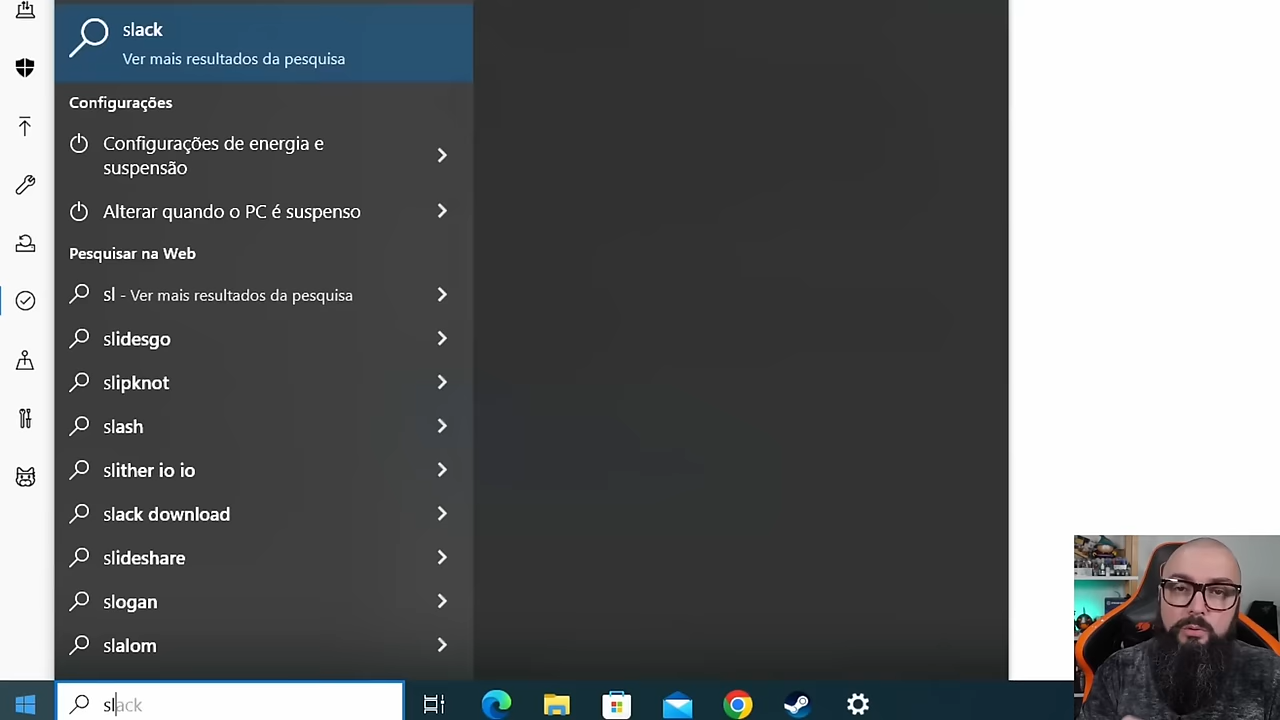 slack
Ver mais resultados da pesquisa
Configurações
Configurações de energia e
suspensão
Alterar quando o PC é suspenso
Pesquisar na Web
sl - Ver mais resultados da pesquisa
slidesgo
slipknot
slash
slither io io
slack download
slideshare
slogan
slalom
slack